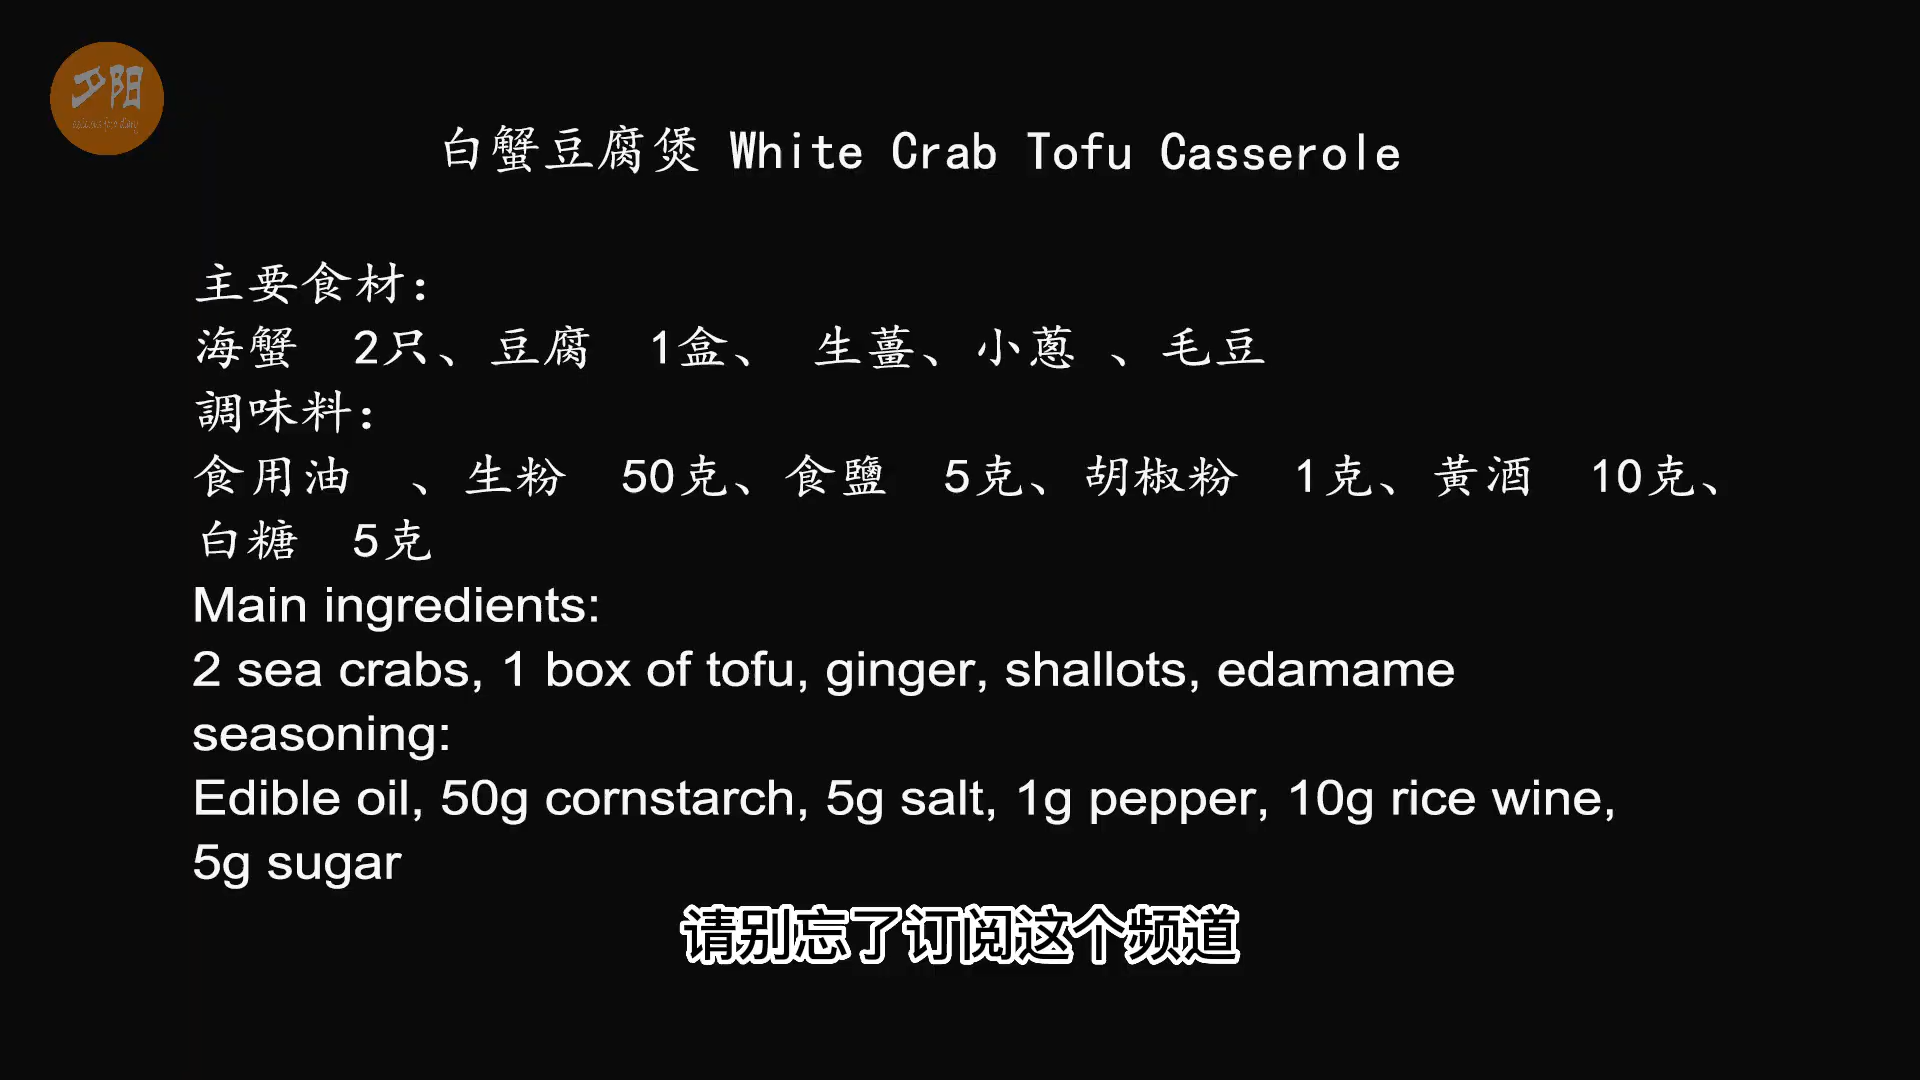 夕阳
白蟹豆腐煲 White Crab Tofu Casserole
主要食材：
海蟹 2只、豆腐 1盒、 生薑、小蔥 、毛豆
調味料：
食用油 、生粉 50克、食鹽 5克、胡椒粉 1克、黃酒 10克、
白糖 5克
Main ingredients:
2 sea crabs, 1 box of tofu, ginger, shallots, edamame
seasoning:
Edible oil, 50g cornstarch, 5g salt, 1g pepper, 10g rice wine,
5g sugar
请别忘了订阅这个频道